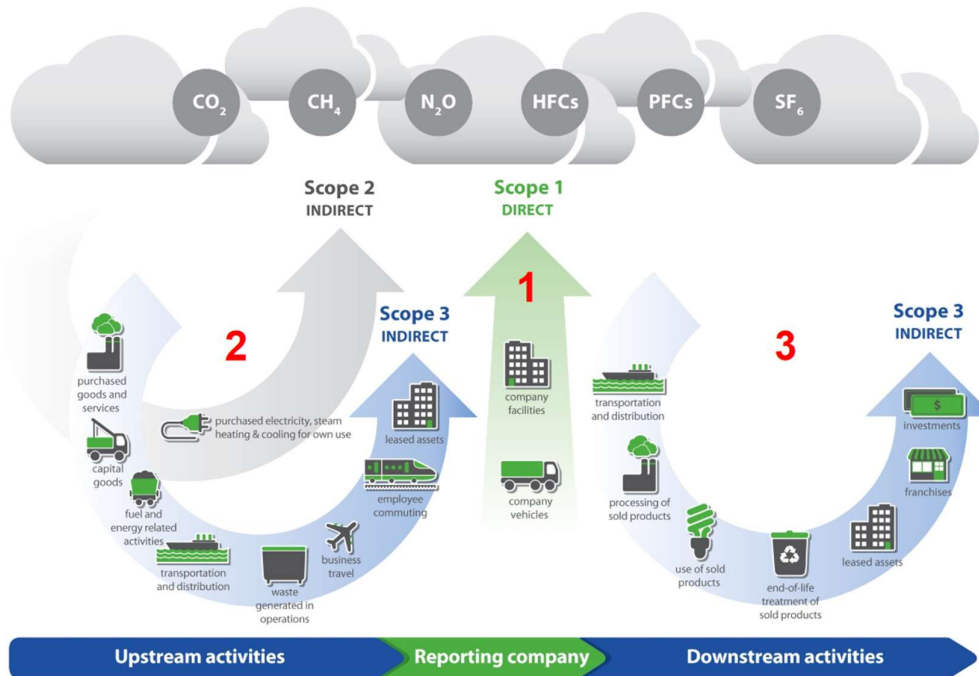 CO₂
CH₄
N₂O
HFCs
PFCs
SF₆
Scope 2
INDIRECT
Scope 1
DIRECT
1
Scope 3
INDIRECT
2
purchased
goods and
services
purchased electricity, steam
heating & cooling for own use
capital
goods
fuel and
energy related
activities
transportation
and distribution
waste
generated in
operations
business
travel
employee
commuting
leased assets
company
facilities
company
vehicles
3
Scope 3
INDIRECT
transportation
and distribution
processing of
sold products
use of sold
products
end-of-life
treatment of
sold products
leased assets
franchises
$
investments
Upstream activities
Reporting company
Downstream activities